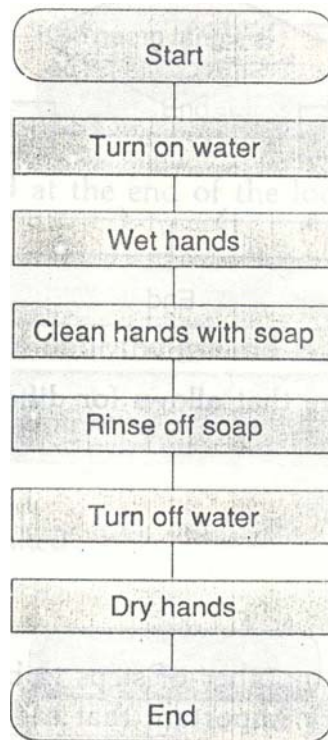 Start
Turn on water
Wet hands
Clean hands with soap
Rinse off soap
Turn off water
Dry hands
End